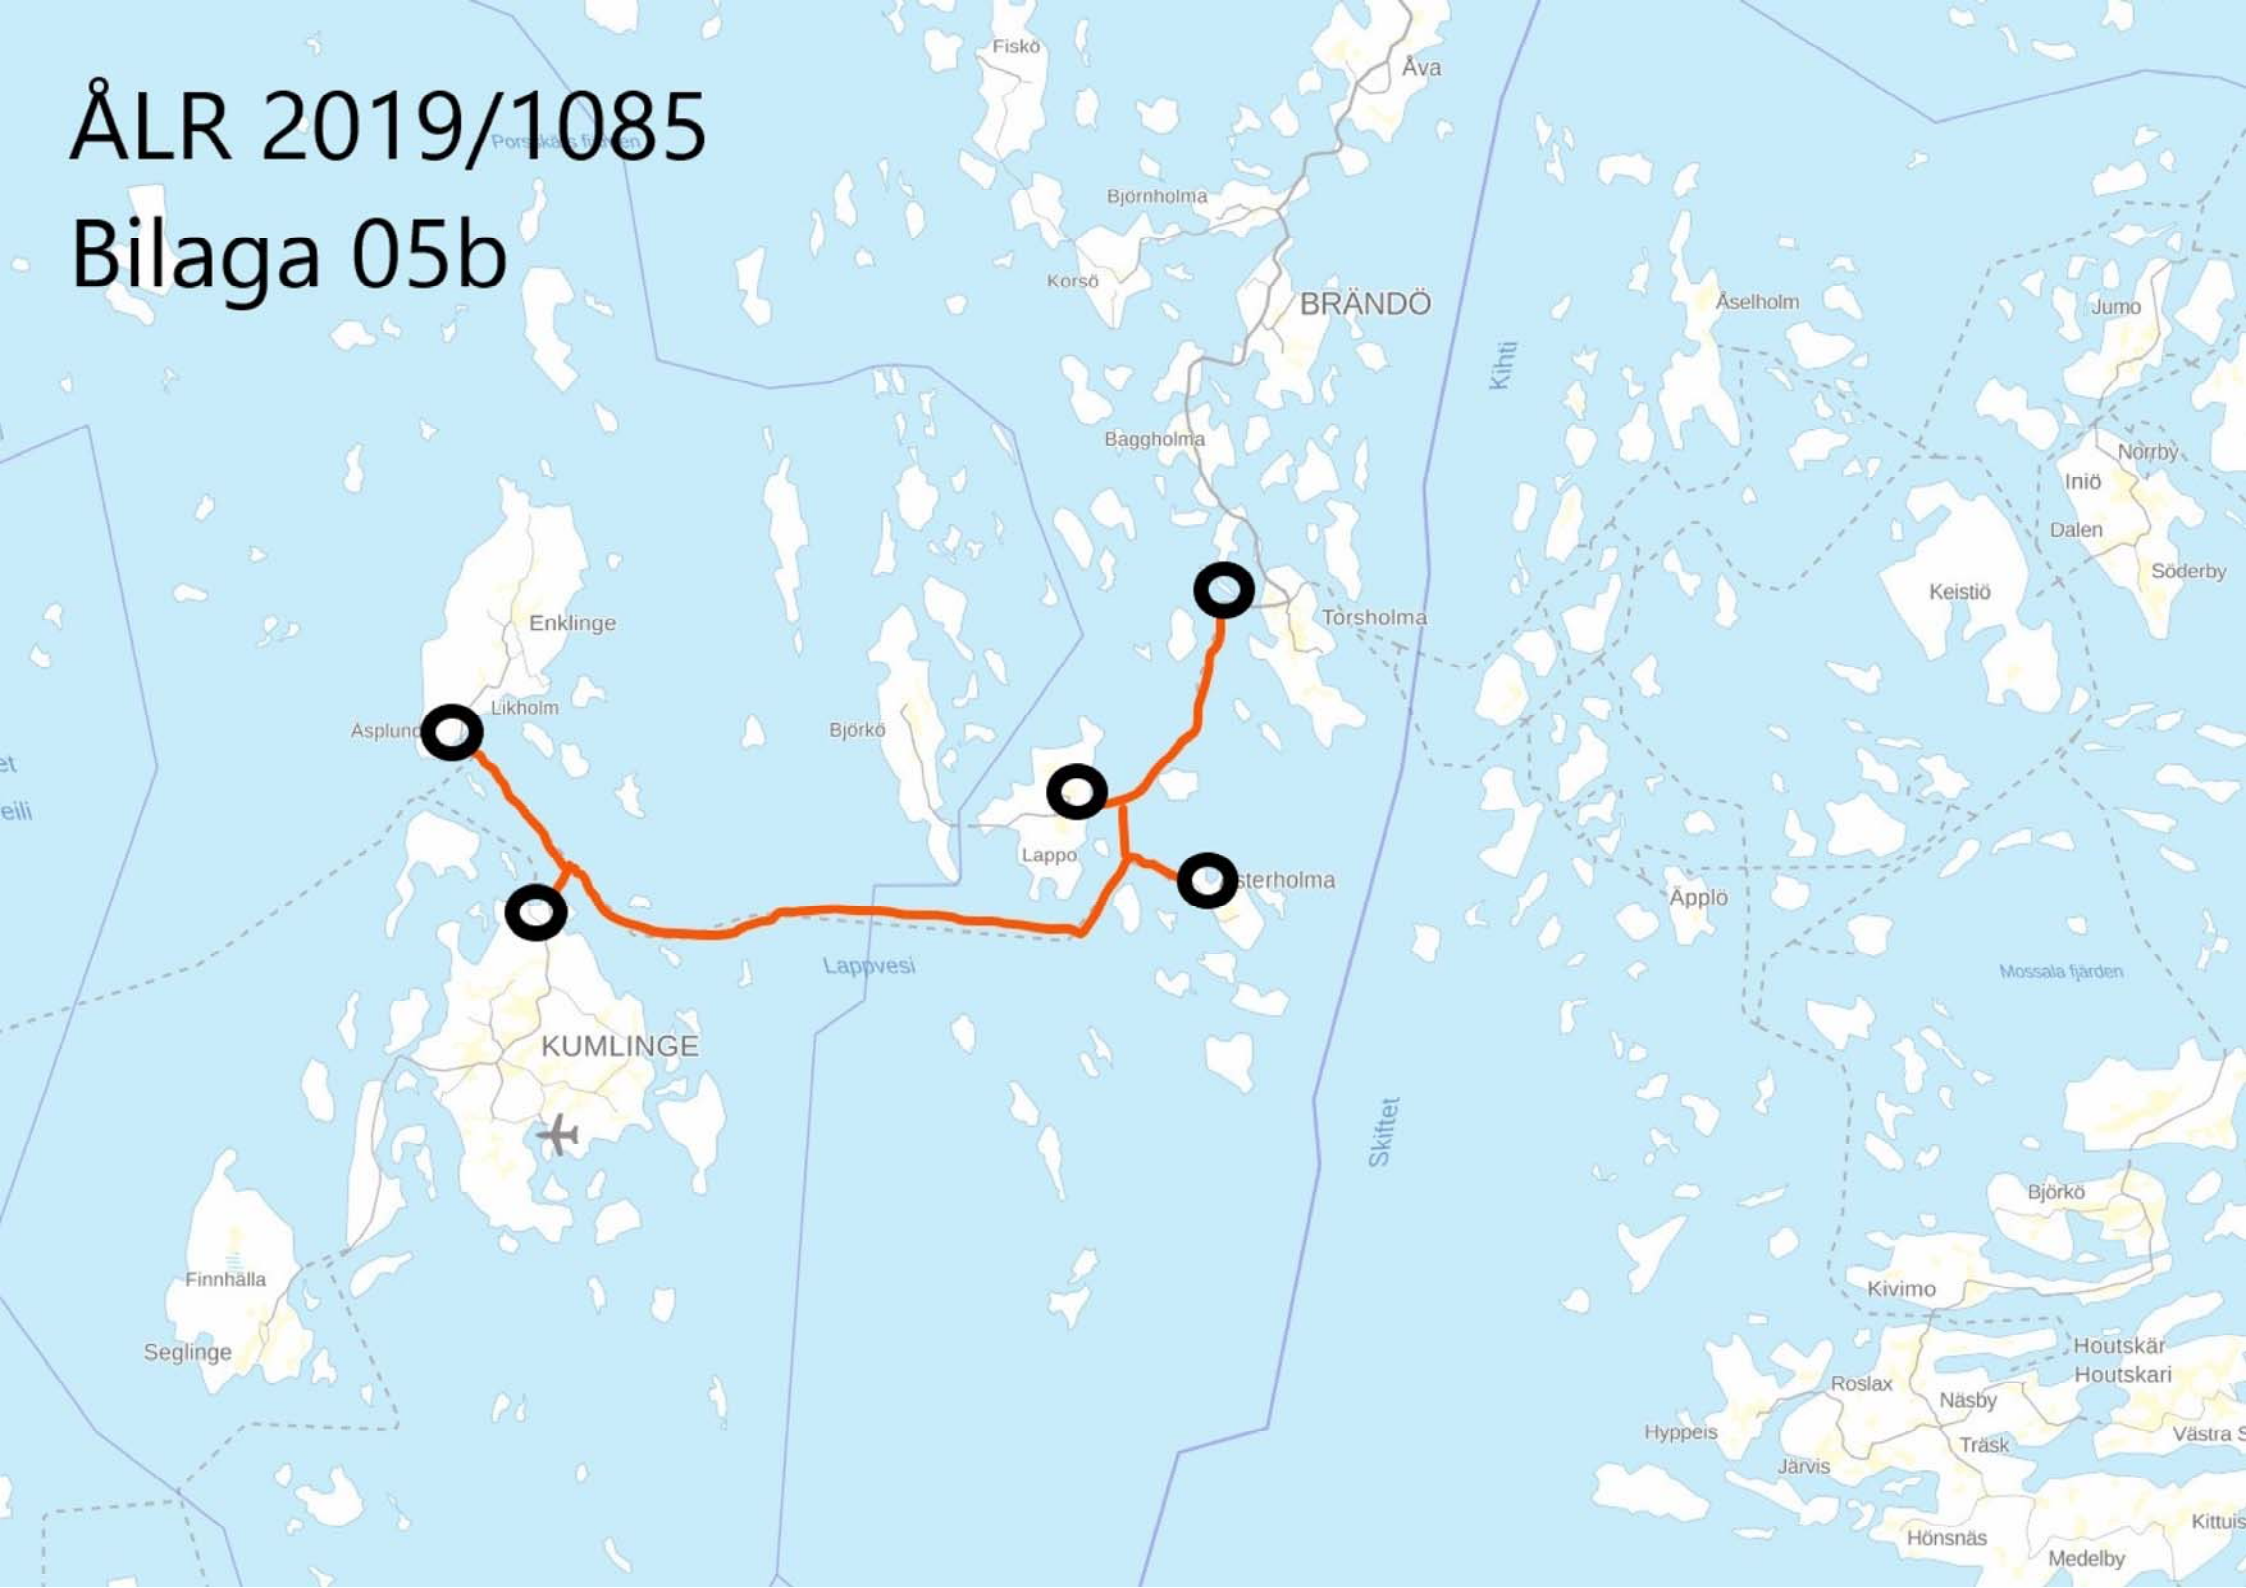 ÅLR 2019/1085
Bilaga 05b
Fiskö
Åva
Björnholma
Korsö
BRÄNDÖ
Kihti
Åselholm
Jumo
Baggholma
Norrby
Iniö
Dalen
Söderby
Keistiö
Enklinge
Torsholma
Likholm
Asplund
Björkö
et
eili
Lappo
sterholma
Äpplö
Lappvesi
Mossala fjärden
KUMLINGE
Skiftet
Björkö
Finnhälla
Kivimo
Seglinge
Houtskär
Houtskari
Roslax
Näsby
Hyppeis
Västra S
Träsk
Järvis
Kittuis
Hönsnäs
Medelby